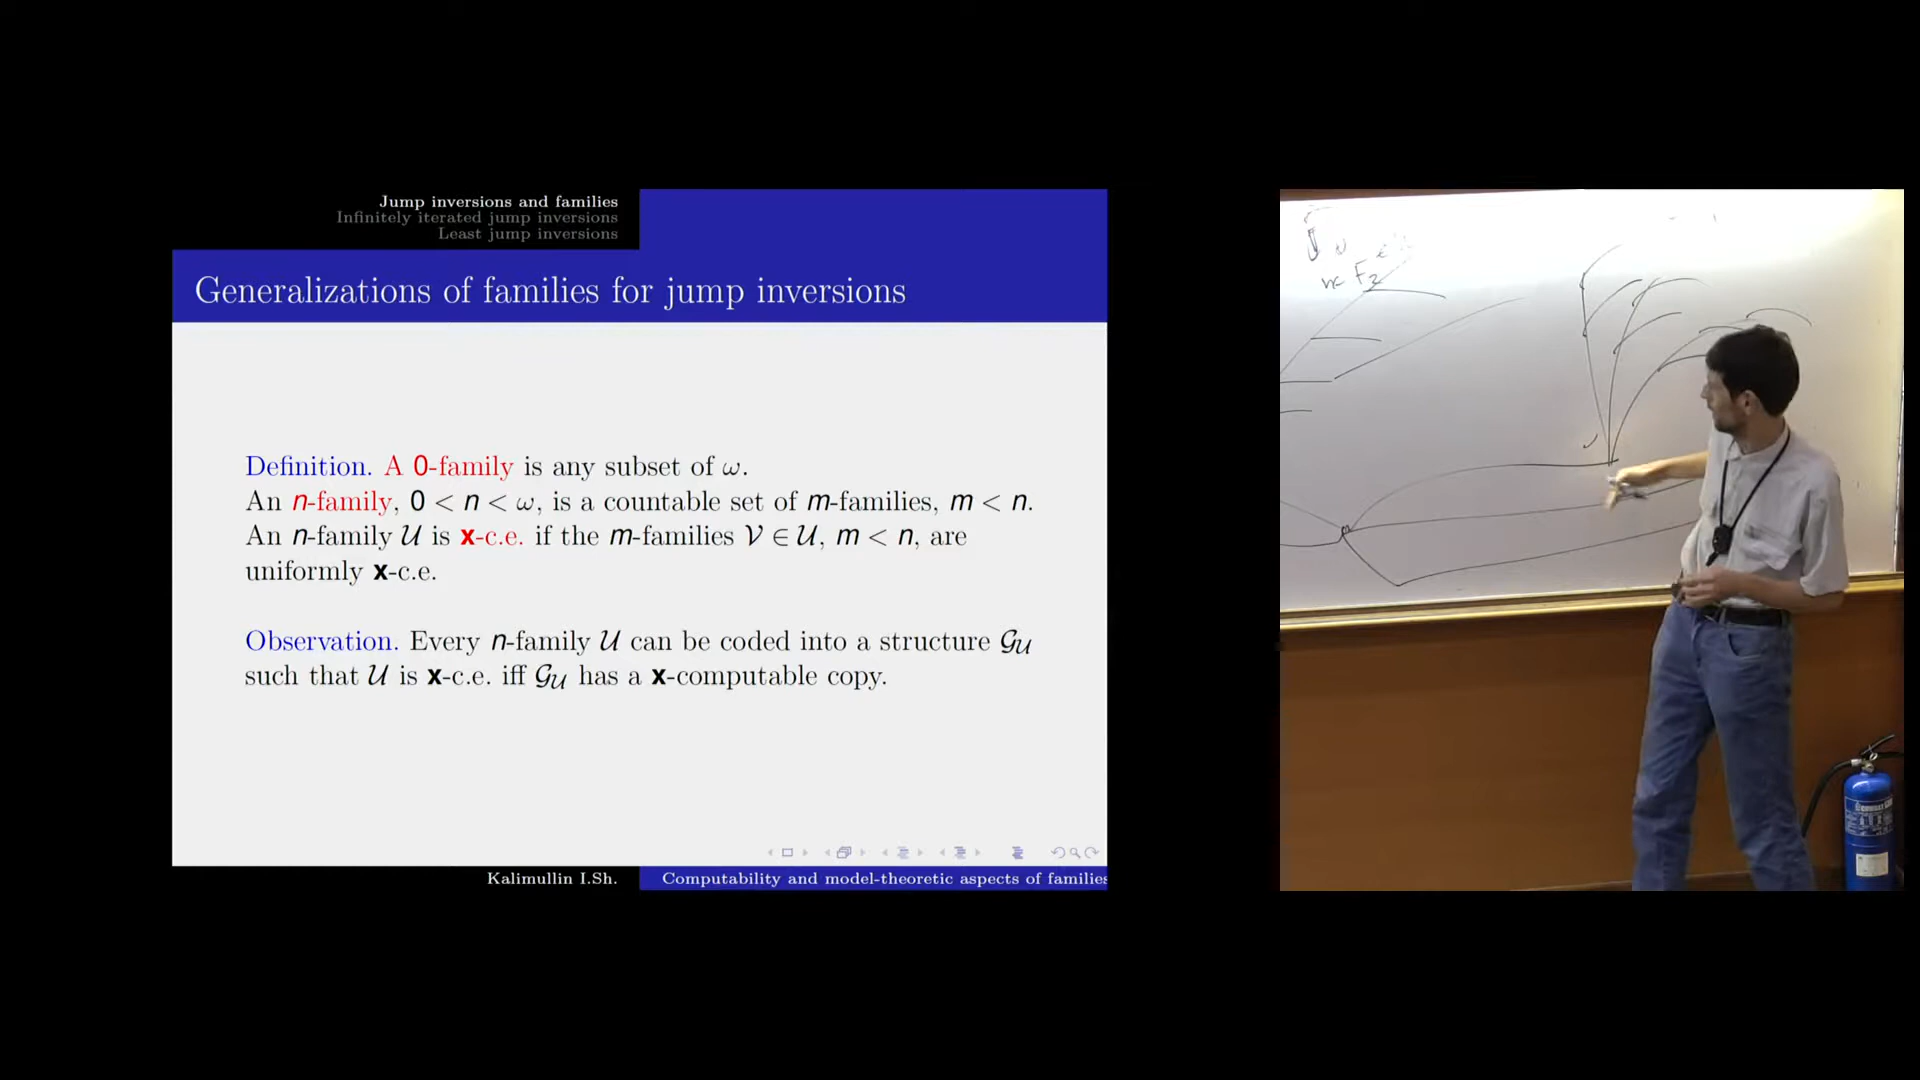 Jump inversions and families
Infinitely iterated jump inversions
Least jump inversions
Generalizations of families for jump inversions
Definition. A 0-family is any subset of ω.
An n-family, 0 < n < ω, is a countable set of m-families, m < n.
An n-family 𝒰 is x-c.e. if the m-families 𝒱 ∈ 𝒰, m < n, are
uniformly x-c.e.
Observation. Every n-family 𝒰 can be coded into a structure 𝒢_𝒰
such that 𝒰 is x-c.e. iff 𝒢_𝒰 has a x-computable copy.
Kalimullin I.Sh.
Computability and model-theoretic aspects of families